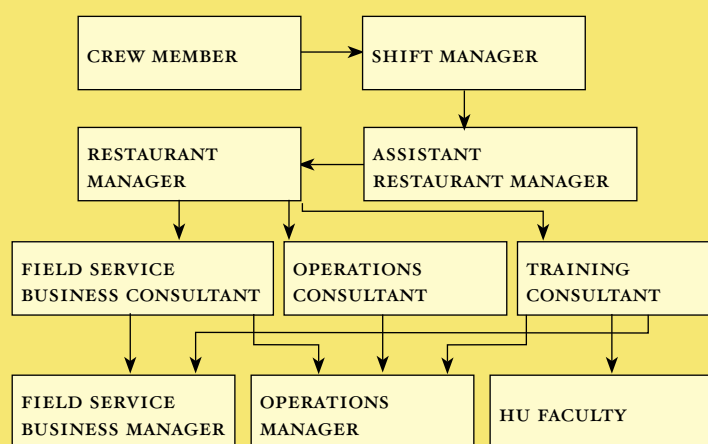 CREW MEMBER
SHIFT MANAGER
RESTAURANT
MANAGER
ASSISTANT
RESTAURANT MANAGER
FIELD SERVICE
BUSINESS CONSULTANT
OPERATIONS
CONSULTANT
TRAINING
CONSULTANT
FIELD SERVICE
BUSINESS MANAGER
OPERATIONS
MANAGER
HU FACULTY